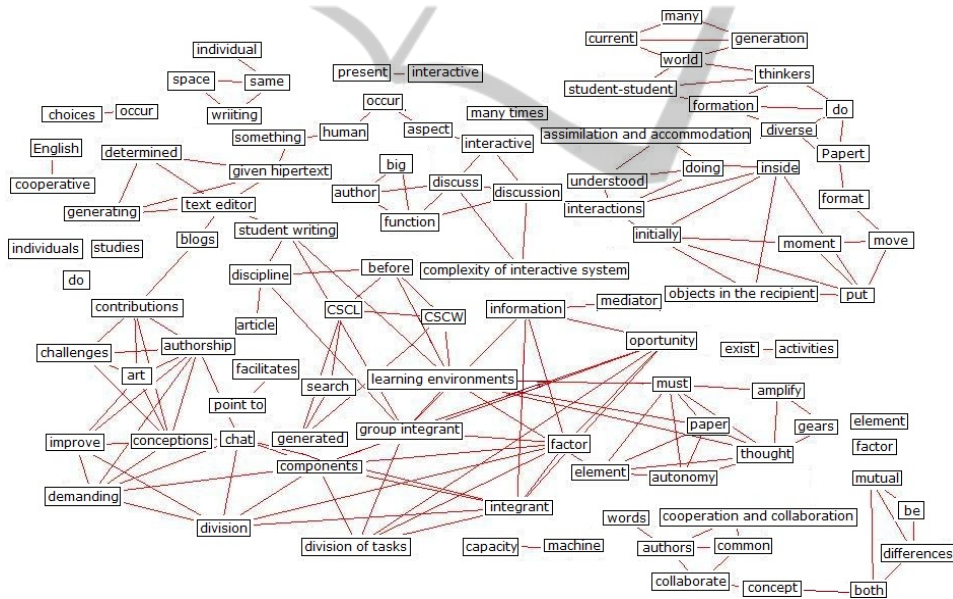 many
current
generation
individual
world
space
same
present
interactive
thinkers
student-student
occur
formation
choices
occur
wriiting
many times
do
something
human
aspect
assimilation and accommodation
diverse
English
determined
interactive
Papert
big
doing
inside
given hipertext
understood
cooperative
author
discuss
discussion
format
generating
text editor
function
interactions
student writing
initially
blogs
moment
move
individuals
studies
do
discipline
before
complexity of interactive system
objects in the recipient
put
contributions
CSCL
information
mediator
CSCW
article
authorship
oportunity
challenges
exist
activities
art
facilitates
search
learning environments
must
amplify
point to
paper
gears
element
improve
conceptions
chat
generated
group integrant
factor
factor
thought
components
element
autonomy
mutual
demanding
integrant
division
words
cooperation and collaboration
be
division of tasks
capacity
machine
authors
common
differences
collaborate
concept
both